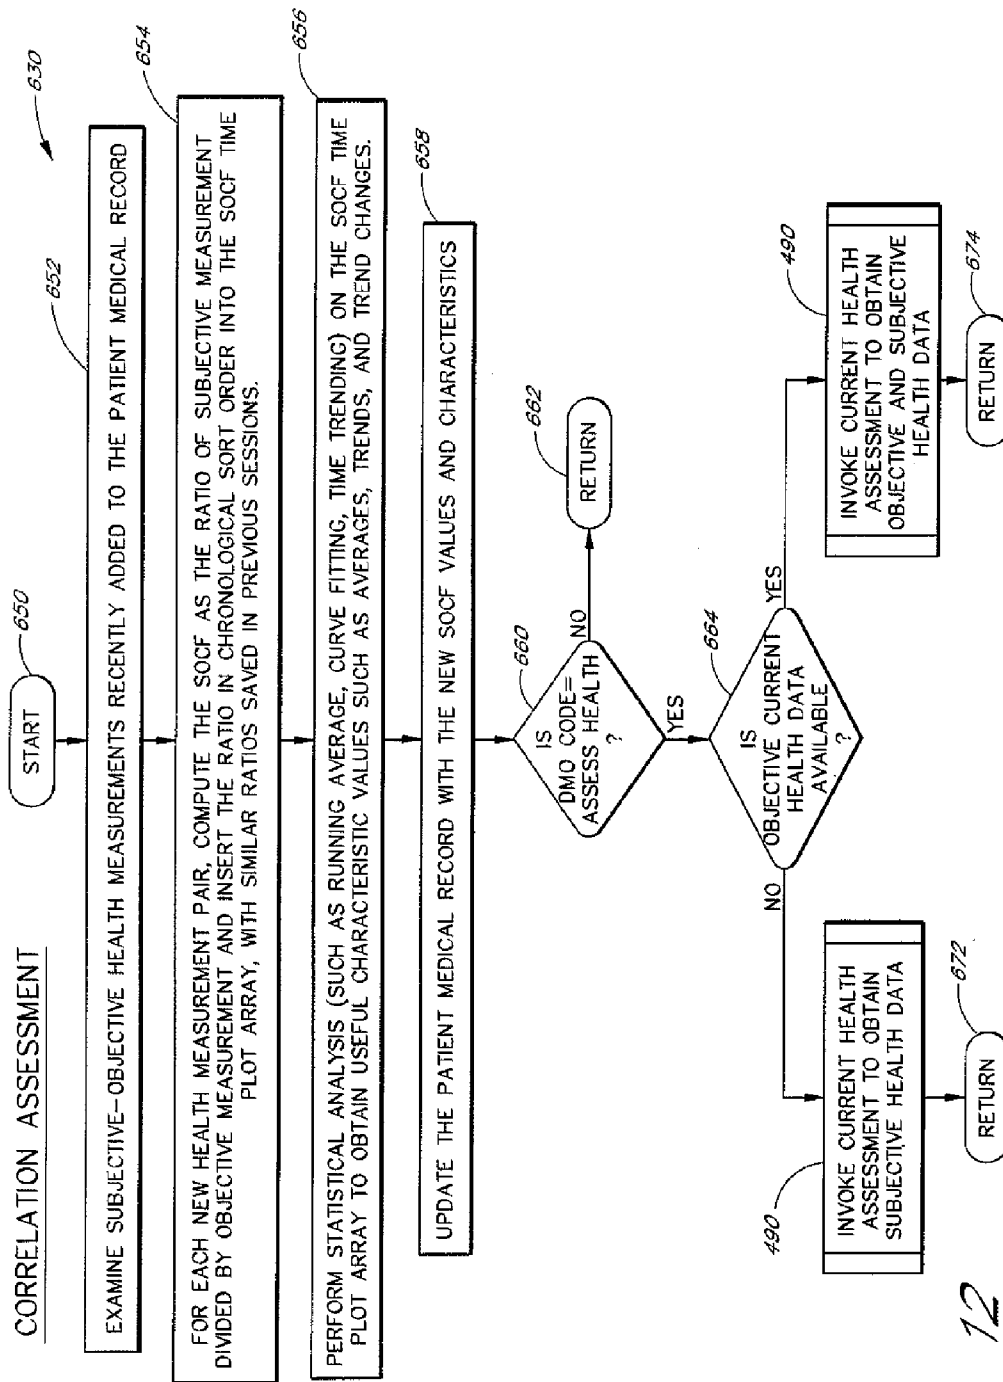 CORRELATION ASSESSMENT
630
START
650
EXAMINE SUBJECTIVE-OBJECTIVE HEALTH MEASUREMENTS RECENTLY ADDED TO THE PATIENT MEDICAL RECORD
652
FOR EACH NEW HEALTH MEASUREMENT PAIR, COMPUTE THE SOCF AS THE RATIO OF SUBJECTIVE MEASUREMENT
DIVIDED BY OBJECTIVE MEASUREMENT AND INSERT THE RATIO IN CHRONOLOGICAL SORT ORDER INTO THE SOCF TIME
PLOT ARRAY, WITH SIMILAR RATIOS SAVED IN PREVIOUS SESSIONS.
654
PERFORM STATISTICAL ANALYSIS (SUCH AS RUNNING AVERAGE, CURVE FITTING, TIME TRENDING) ON THE SOCF TIME
PLOT ARRAY TO OBTAIN USEFUL CHARACTERISTIC VALUES SUCH AS AVERAGES, TRENDS, AND TREND CHANGES.
656
UPDATE THE PATIENT MEDICAL RECORD WITH THE NEW SOCF VALUES AND CHARACTERISTICS
658
IS
DMO CODE=
ASSESS HEALTH
?
660
NO
RETURN
662
YES
IS
OBJECTIVE CURRENT
HEALTH DATA
AVAILABLE
?
664
NO
YES
INVOKE CURRENT HEALTH
ASSESSMENT TO OBTAIN
SUBJECTIVE HEALTH DATA
490
RETURN
672
INVOKE CURRENT HEALTH
ASSESSMENT TO OBTAIN
OBJECTIVE AND SUBJECTIVE
HEALTH DATA
490
RETURN
674
12